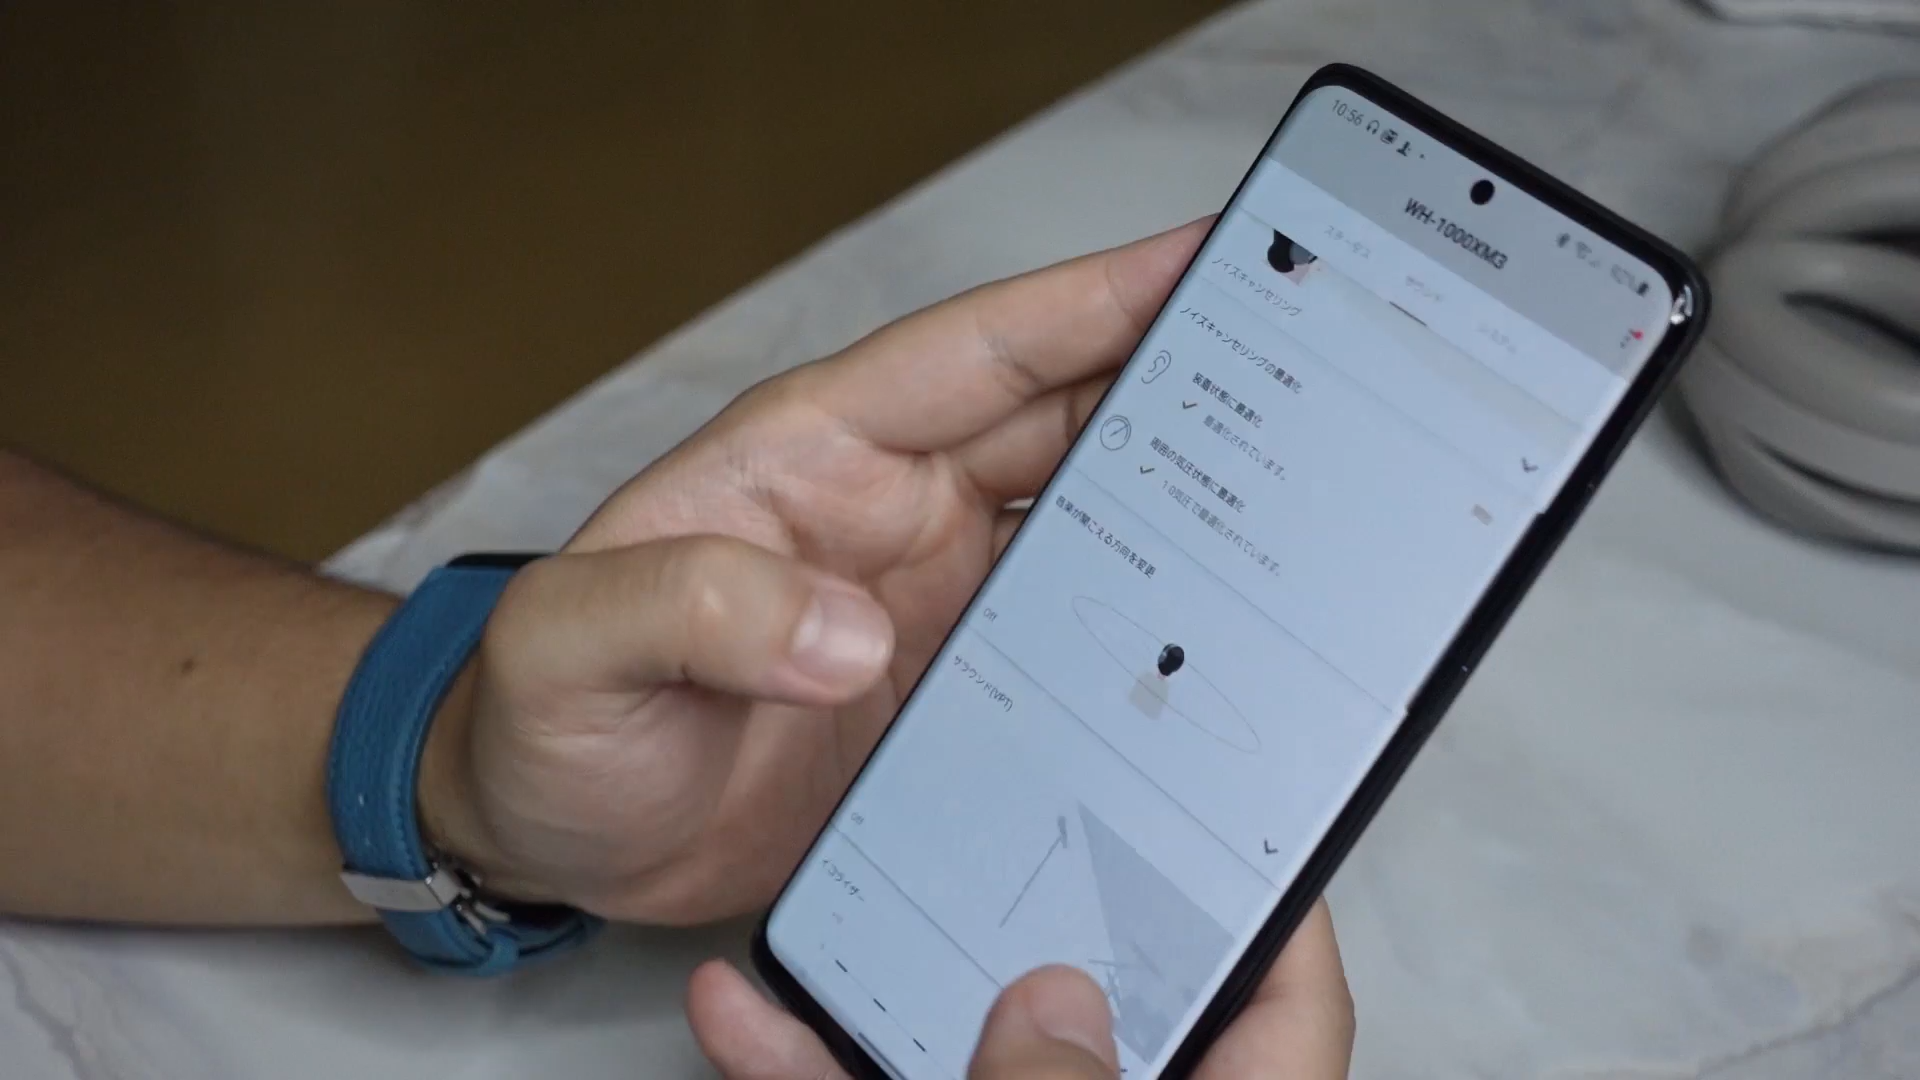 10:56
WH-1000XM3
ステータス
サウンド
システム
ノイズキャンセリング
ノイズキャンセリングの最適化
装着状態に最適化
最適化されています。
周囲の気圧状態に最適化
1.0気圧で最適化されています。
音楽が聞こえる方向を変更
Off
サラウンド(VPT)
Off
イコライザー